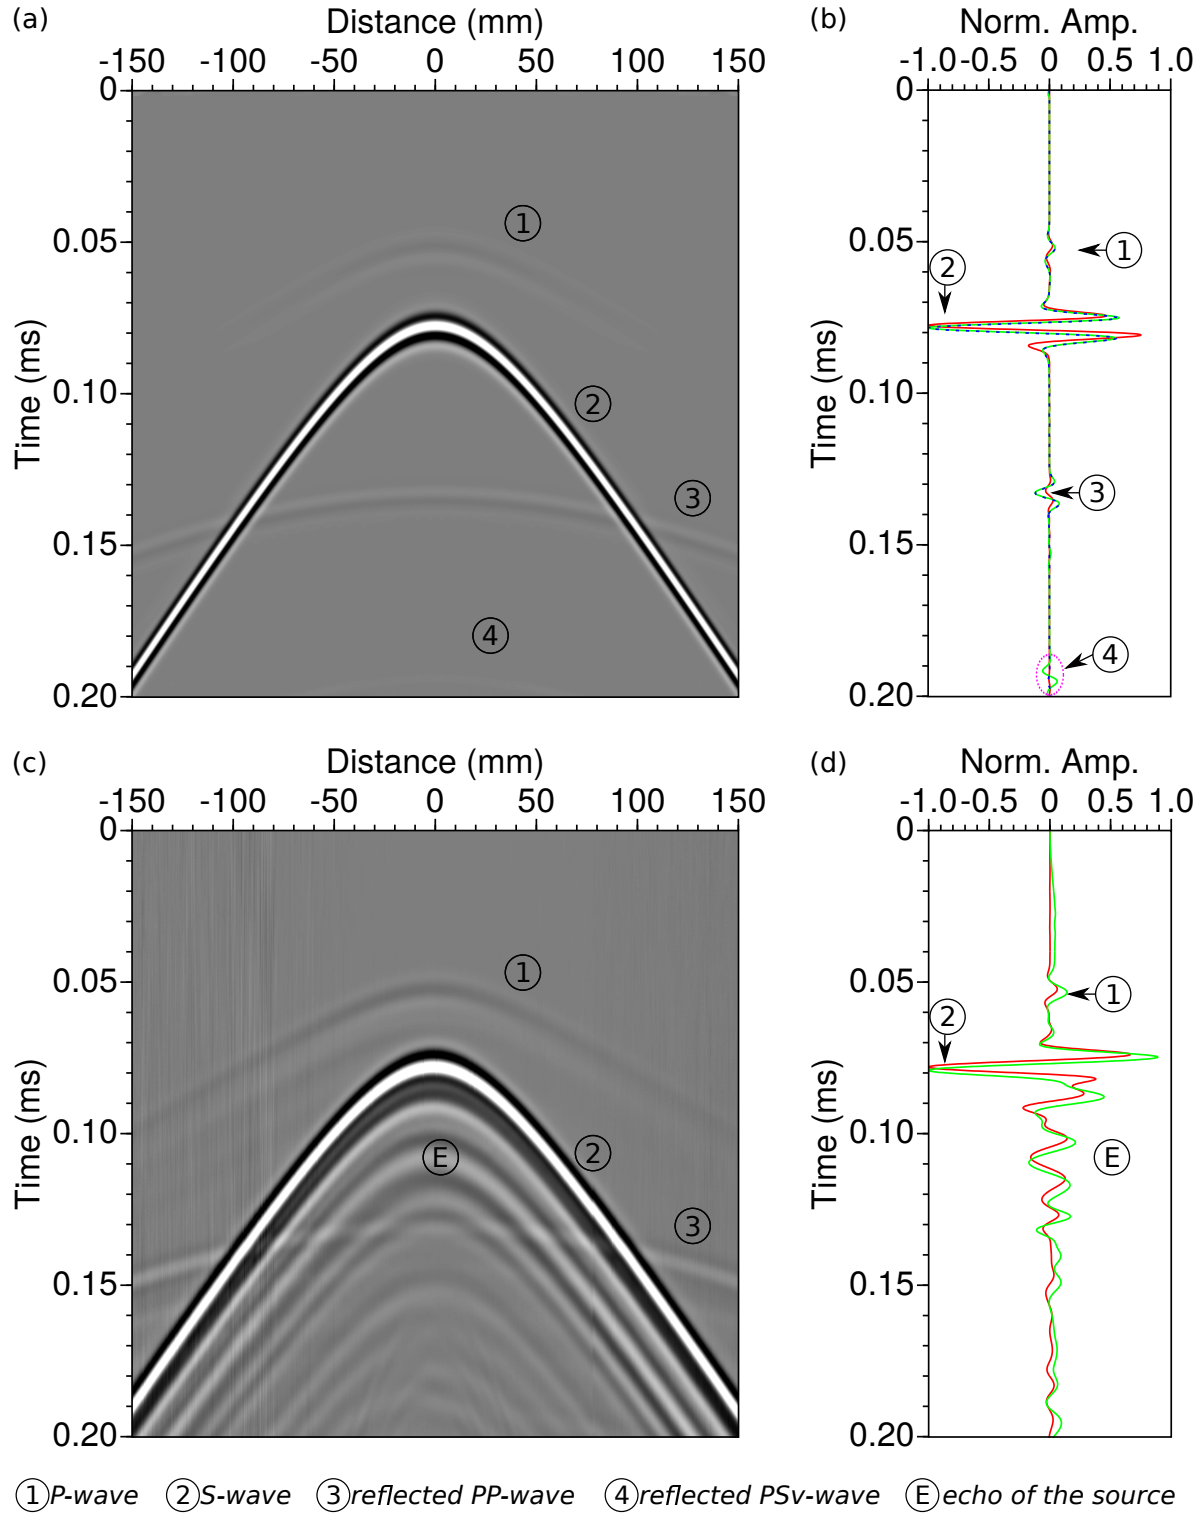 (a) Distance (mm)
-150 -100 -50 0 50 100 150
0
0.05
0.10
0.15
0.20
Time (ms)
1
2
3
4
(b) Norm. Amp.
-1.0 -0.5 0 0.5 1.0
0
0.05
0.10
0.15
0.20
Time (ms)
1
2
3
4
(c) Distance (mm)
-150 -100 -50 0 50 100 150
0
0.05
0.10
0.15
0.20
Time (ms)
1
E
2
3
(d) Norm. Amp.
-1.0 -0.5 0 0.5 1.0
0
0.05
0.10
0.15
0.20
Time (ms)
1
2
E
1 P-wave 2 S-wave 3 reflected PP-wave 4 reflected PSv-wave E echo of the source